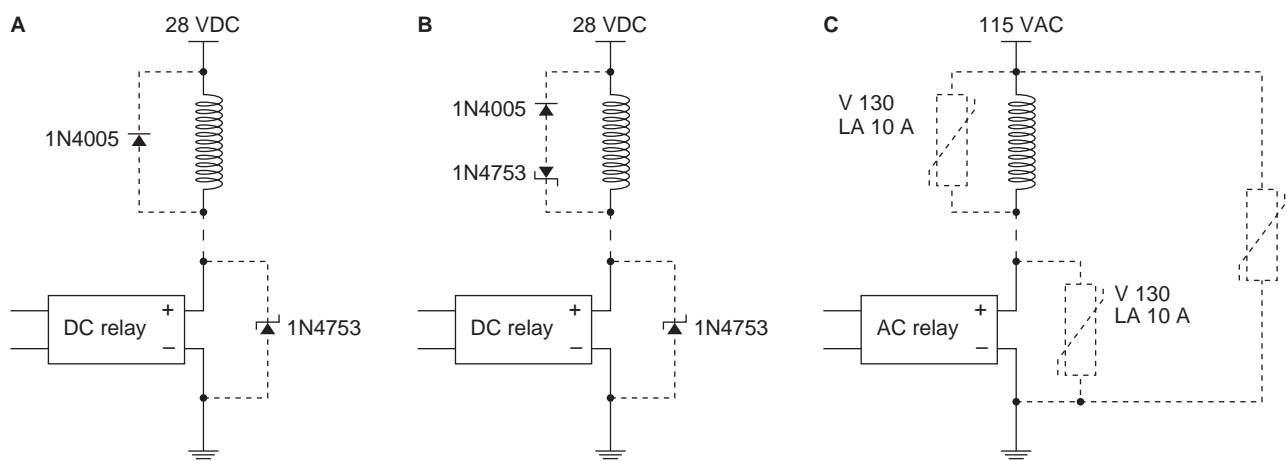 A
28 VDC
1N4005
DC relay
+
−
1N4753
B
28 VDC
1N4005
1N4753
DC relay
+
−
1N4753
C
115 VAC
V 130
LA 10 A
AC relay
+
−
V 130
LA 10 A